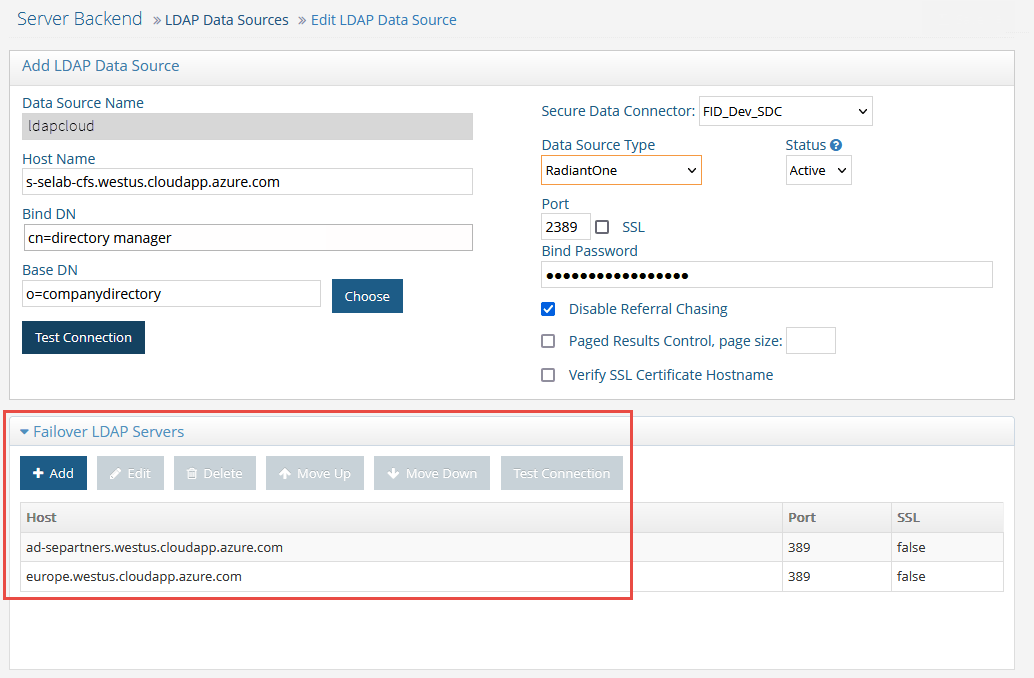 Server Backend » LDAP Data Sources » Edit LDAP Data Source
Add LDAP Data Source
Data Source Name
ldapcloud
Host Name
s-selab-cfs.westus.cloudapp.azure.com
Bind DN
cn=directory manager
Base DN
o=companydirectory
Choose
Test Connection
Secure Data Connector: FID_Dev_SDC
Data Source Type Status ?
RadiantOne Active
Port
2389 SSL
Bind Password
•••••••••••••••••
Disable Referral Chasing
Paged Results Control, page size:
Verify SSL Certificate Hostname
Failover LDAP Servers
Add Edit Delete Move Up Move Down Test Connection
Host Port SSL
ad-separtners.westus.cloudapp.azure.com 389 false
europe.westus.cloudapp.azure.com 389 false